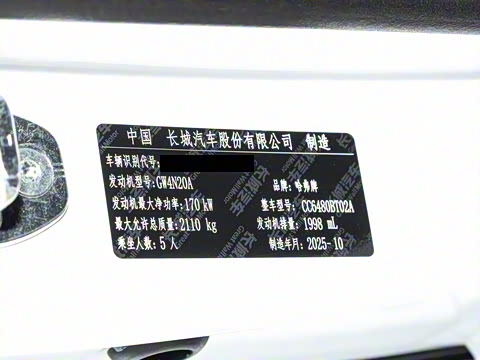 中国 长城汽车股份有限公司 制造
车辆识别代号:
发动机型号:GW4N20A 品牌:哈弗牌
发动机最大净功率:170 kW 整车型号:CC6480BT02A
最大允许总质量:2110 kg 发动机排量:1998 mL
乘坐人数:5 人 制造年月:2025-10